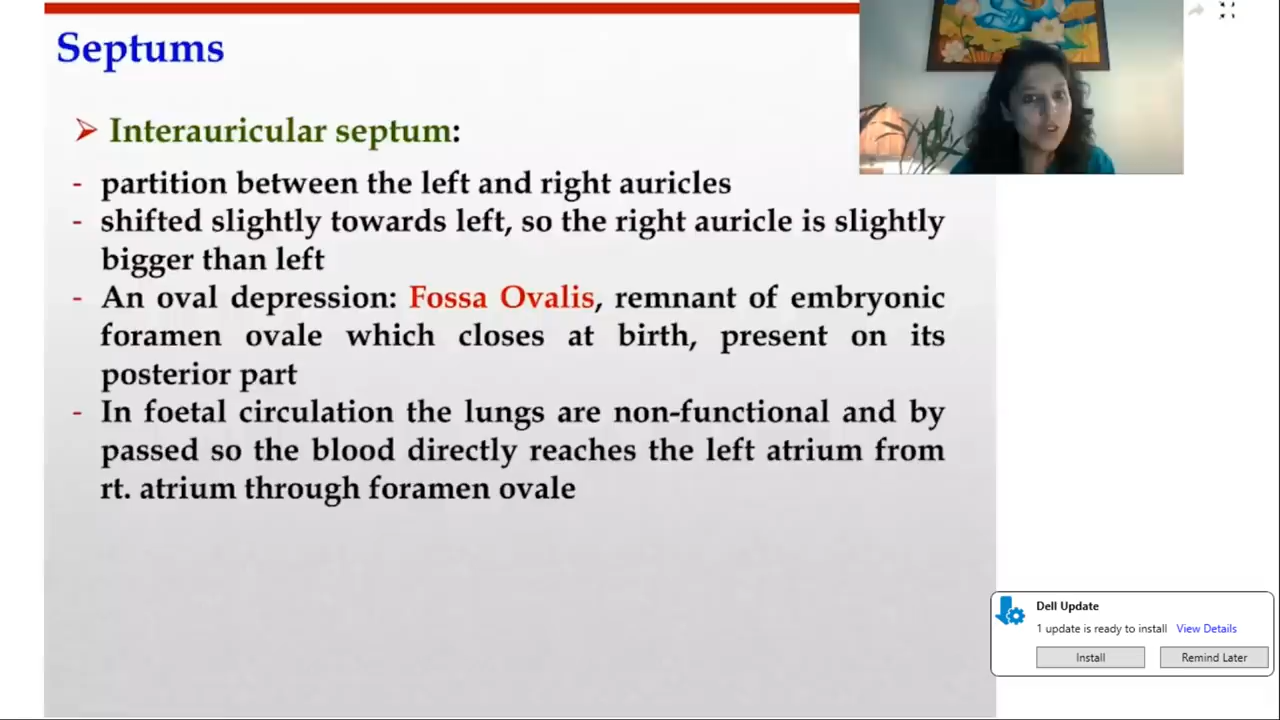 Septums
➢ Interauricular septum:
- partition between the left and right auricles
- shifted slightly towards left, so the right auricle is slightly
bigger than left
- An oval depression: Fossa Ovalis, remnant of embryonic
foramen ovale which closes at birth, present on its
posterior part
- In foetal circulation the lungs are non-functional and by
passed so the blood directly reaches the left atrium from
rt. atrium through foramen ovale
Dell Update
1 update is ready to install View Details
Install Remind Later